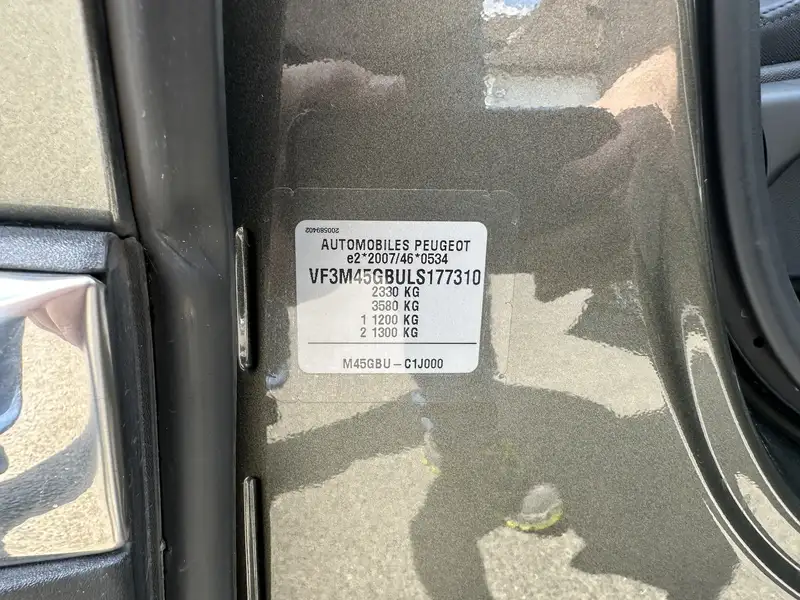 200589402
AUTOMOBILES PEUGEOT
e2*2007/46*0534
VF3M45GBULS177310
2330 KG
3580 KG
1 1200 KG
2 1300 KG
M45GBU - C1J000